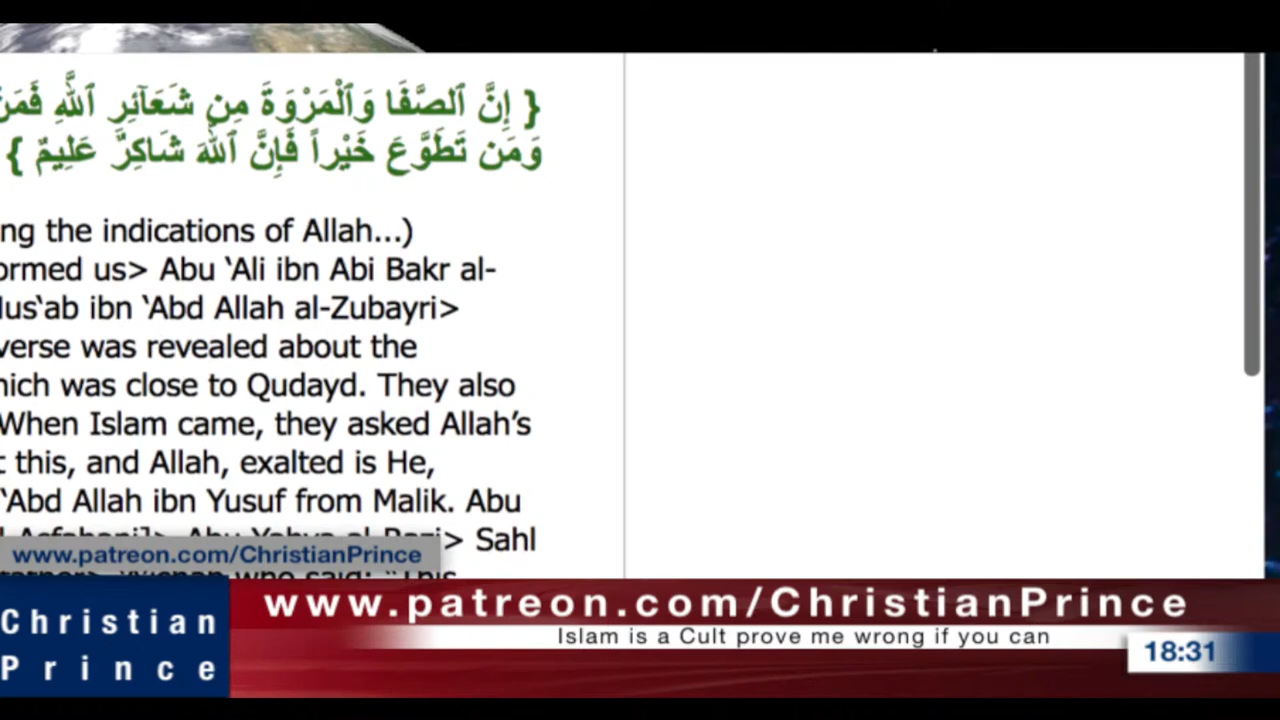 { إِنَّ ٱلصَّفَا وَٱلْمَرْوَةَ مِن شَعَآئِرِ ٱللَّهِ فَمَنْ
وَمَن تَطَوَّعَ خَيْراً فَإِنَّ ٱللَّهَ شَاكِرٌ عَلِيمٌ }
ng the indications of Allah...)
ormed us> Abu ‘Ali ibn Abi Bakr al-
Mus‘ab ibn ‘Abd Allah al-Zubayri>
verse was revealed about the
hich was close to Qudayd. They also
When Islam came, they asked Allah’s
t this, and Allah, exalted is He,
‘Abd Allah ibn Yusuf from Malik. Abu
> Sahl
www.patreon.com/ChristianPrince
who said: “This
www.patreon.com/ChristianPrince
Islam is a Cult prove me wrong if you can
Christian
Prince
18:31